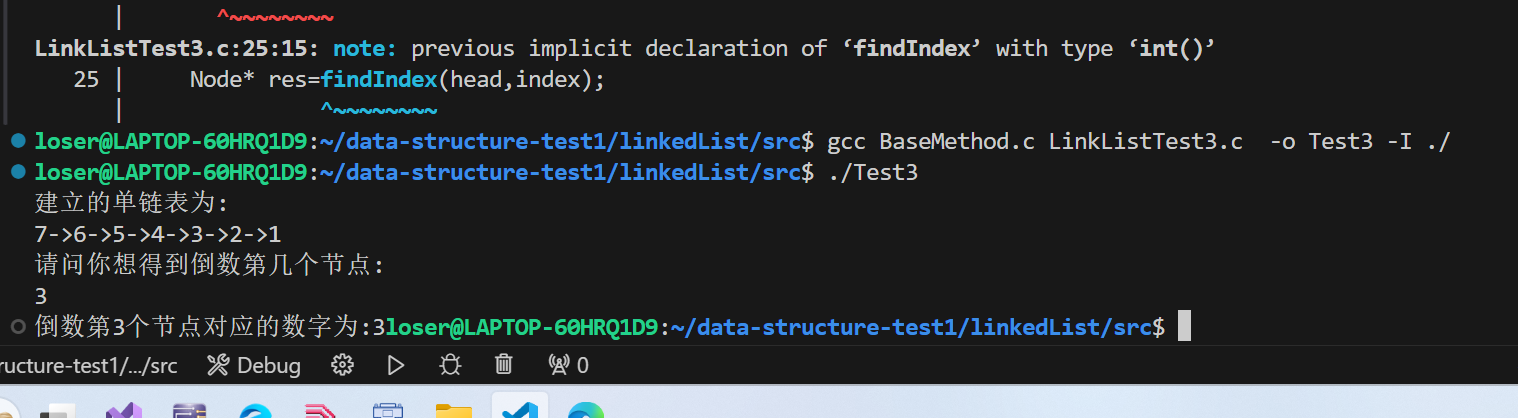 |        ^~~~~~~~~
LinkListTest3.c:25:15: note: previous implicit declaration of ‘findIndex’ with type ‘int()’
25 |     Node* res=findIndex(head,index);
|               ^~~~~~~~~
loser@LAPTOP-60HRQ1D9:~/data-structure-test1/linkedList/src$ gcc BaseMethod.c LinkListTest3.c  -o Test3 -I ./
loser@LAPTOP-60HRQ1D9:~/data-structure-test1/linkedList/src$ ./Test3
建立的单链表为:
7->6->5->4->3->2->1
请问你想得到倒数第几个节点:
3
倒数第3个节点对应的数字为:3loser@LAPTOP-60HRQ1D9:~/data-structure-test1/linkedList/src$
ructure-test1/.../src Debug 0